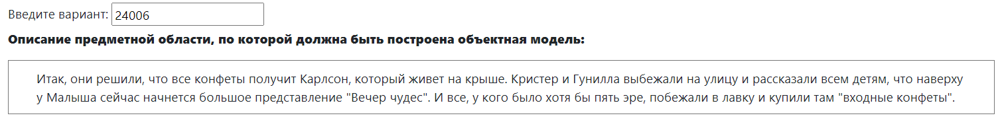 Введите вариант: 24006
Описание предметной области, по которой должна быть построена объектная модель:
Итак, они решили, что все конфеты получит Карлсон, который живет на крыше. Кристер и Гунилла выбежали на улицу и рассказали всем детям, что наверху
у Малыша сейчас начнется большое представление "Вечер чудес". И все, у кого было хотя бы пять эре, побежали в лавку и купили там "входные конфеты".